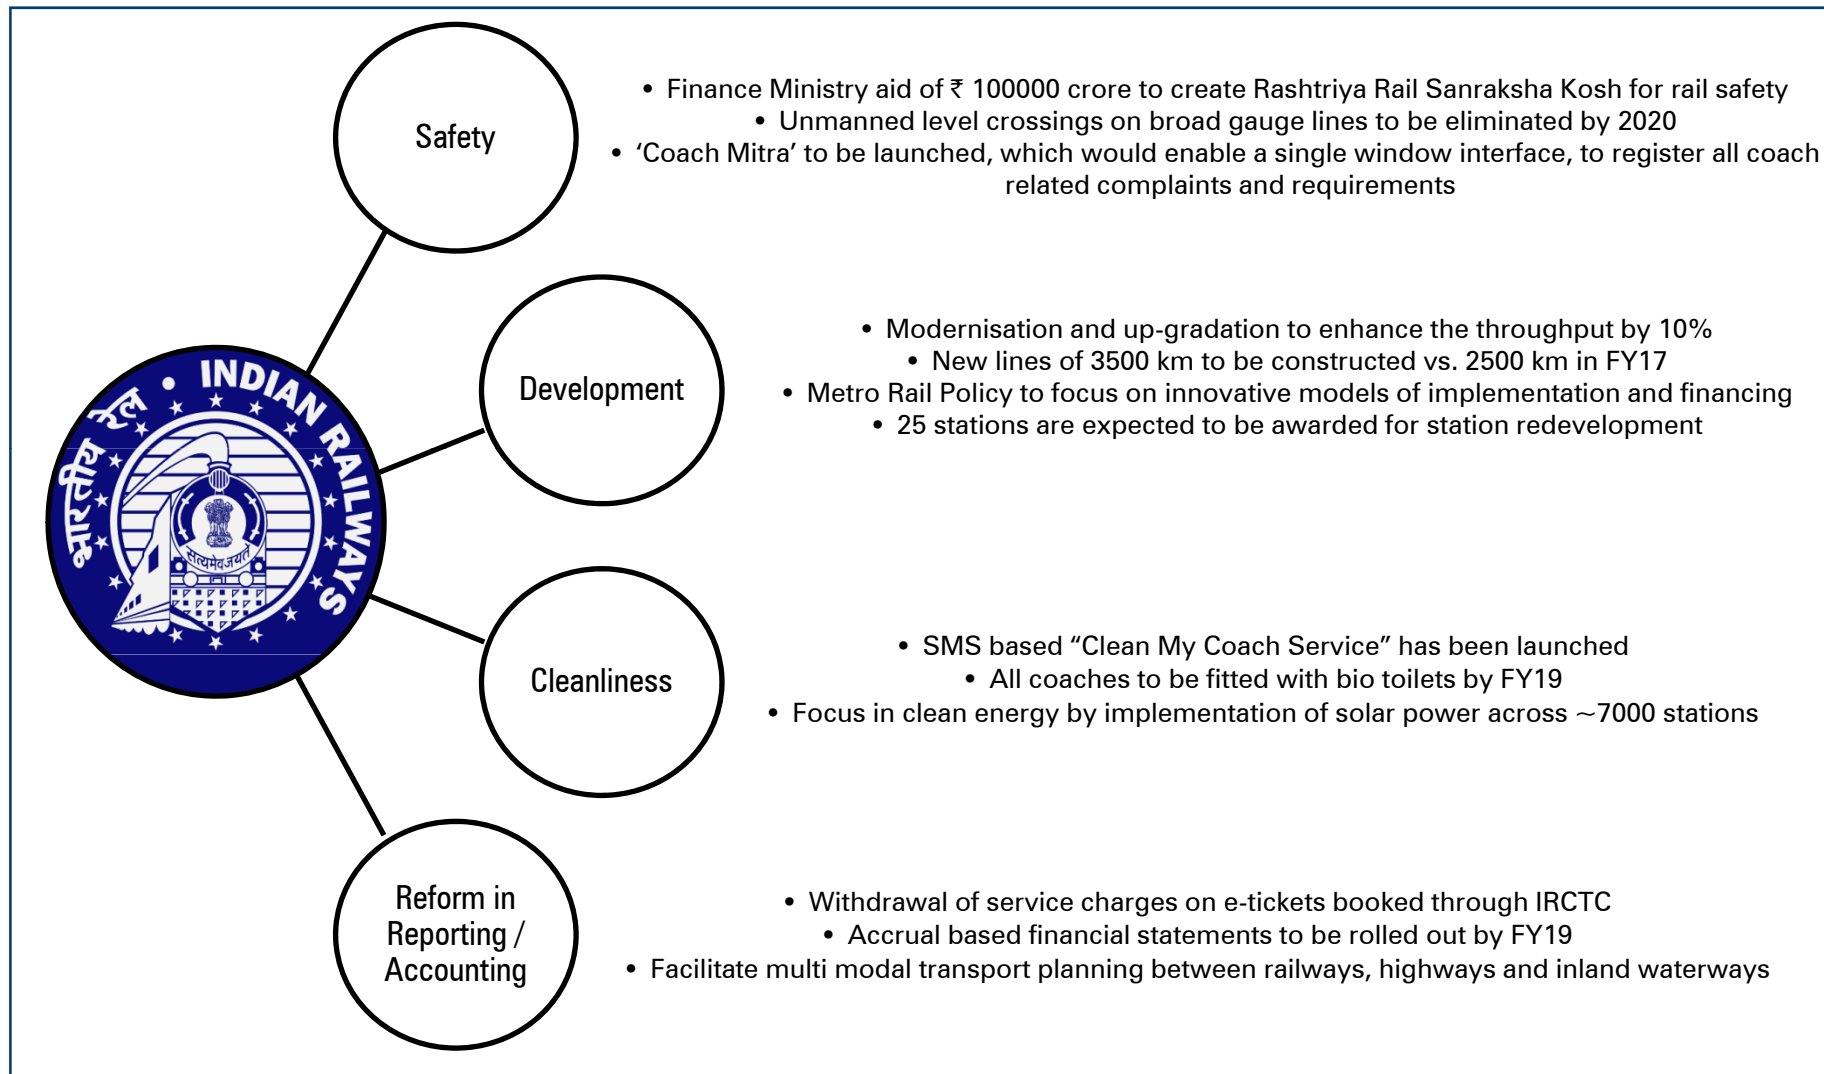 Safety
• Finance Ministry aid of ₹ 100000 crore to create Rashtriya Rail Sanraksha Kosh for rail safety
• Unmanned level crossings on broad gauge lines to be eliminated by 2020
• ‘Coach Mitra’ to be launched, which would enable a single window interface, to register all coach
related complaints and requirements
Development
• Modernisation and up-gradation to enhance the throughput by 10%
• New lines of 3500 km to be constructed vs. 2500 km in FY17
• Metro Rail Policy to focus on innovative models of implementation and financing
• 25 stations are expected to be awarded for station redevelopment
भारतीय रेल • INDIAN RAILWAYS
सत्यमेव जयते
Cleanliness
• SMS based “Clean My Coach Service” has been launched
• All coaches to be fitted with bio toilets by FY19
• Focus in clean energy by implementation of solar power across ~7000 stations
Reform in
Reporting /
Accounting
• Withdrawal of service charges on e-tickets booked through IRCTC
• Accrual based financial statements to be rolled out by FY19
• Facilitate multi modal transport planning between railways, highways and inland waterways